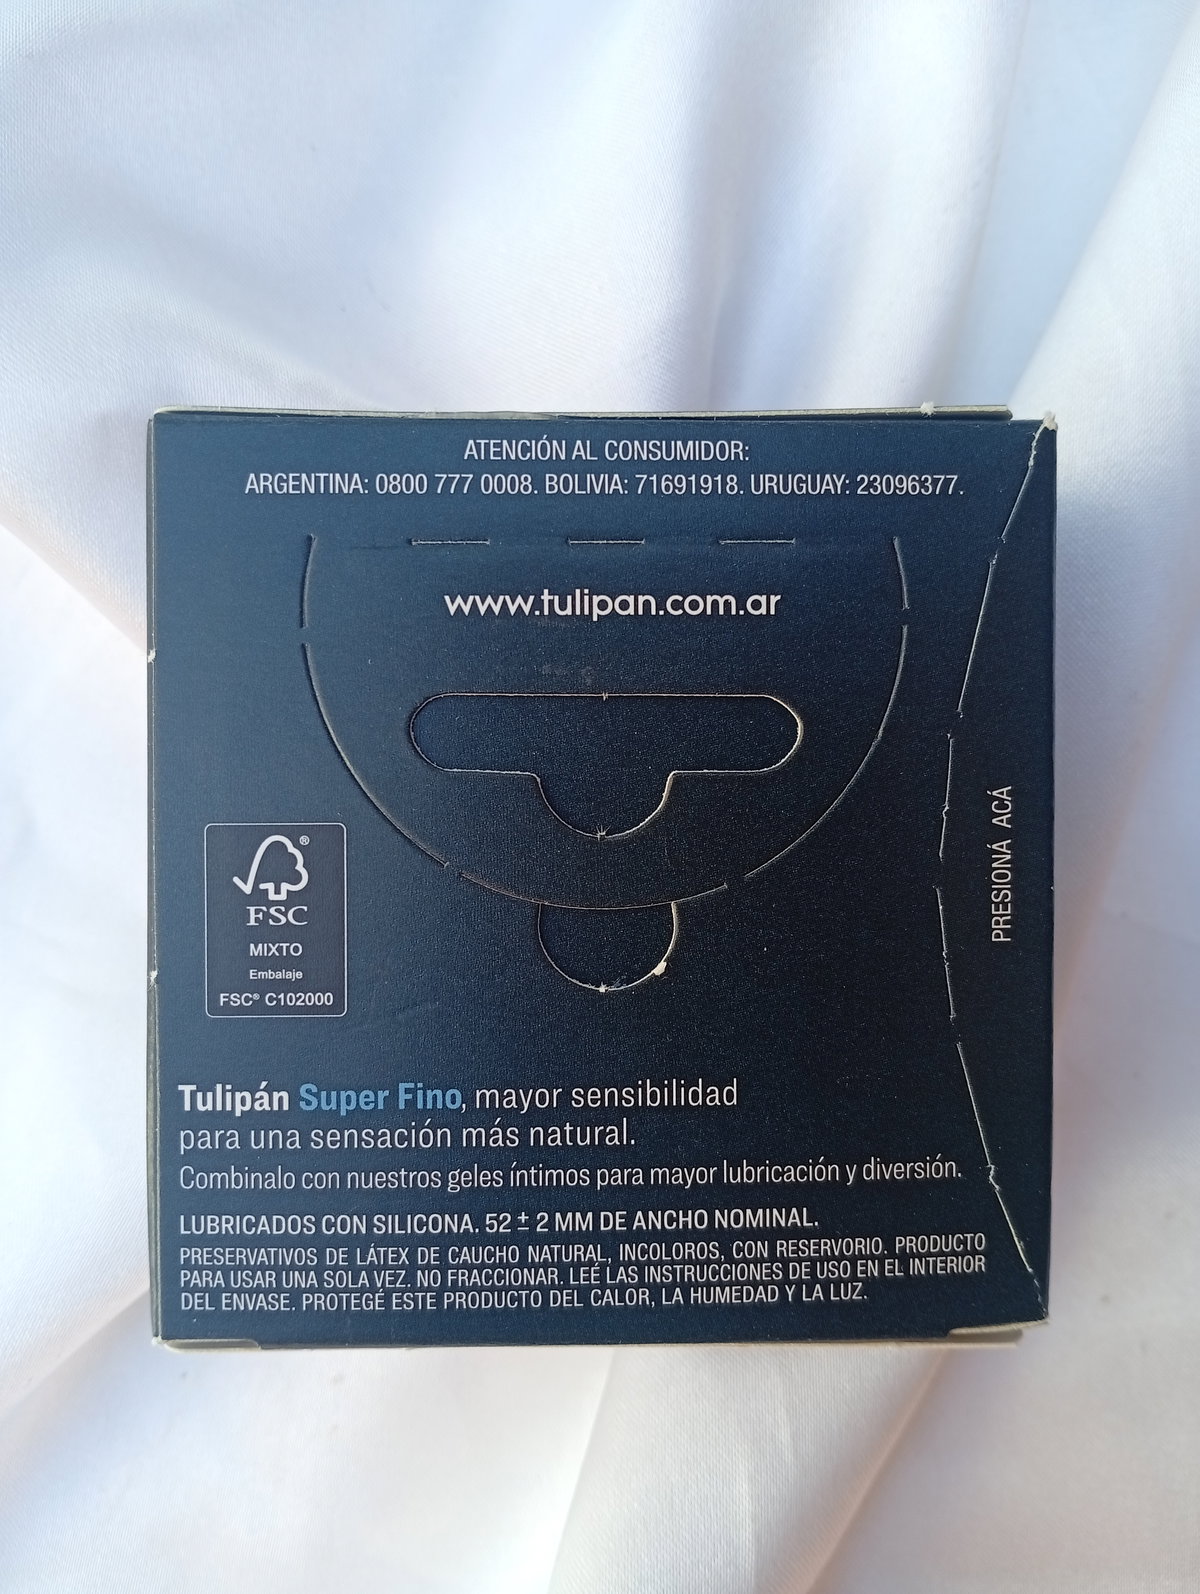 ATENCIÓN AL CONSUMIDOR:
ARGENTINA: 0800 777 0008. BOLIVIA: 71691918. URUGUAY: 23096377.
www.tulipan.com.ar
PRESIONÁ ACÁ
®
FSC
MIXTO
Embalaje
FSC® C102000
Tulipán Super Fino, mayor sensibilidad
para una sensación más natural.
Combinalo con nuestros geles íntimos para mayor lubricación y diversión.
LUBRICADOS CON SILICONA. 52 ± 2 MM DE ANCHO NOMINAL.
PRESERVATIVOS DE LÁTEX DE CAUCHO NATURAL, INCOLOROS, CON RESERVORIO. PRODUCTO
PARA USAR UNA SOLA VEZ. NO FRACCIONAR. LEÉ LAS INSTRUCCIONES DE USO EN EL INTERIOR
DEL ENVASE. PROTEGÉ ESTE PRODUCTO DEL CALOR, LA HUMEDAD Y LA LUZ.